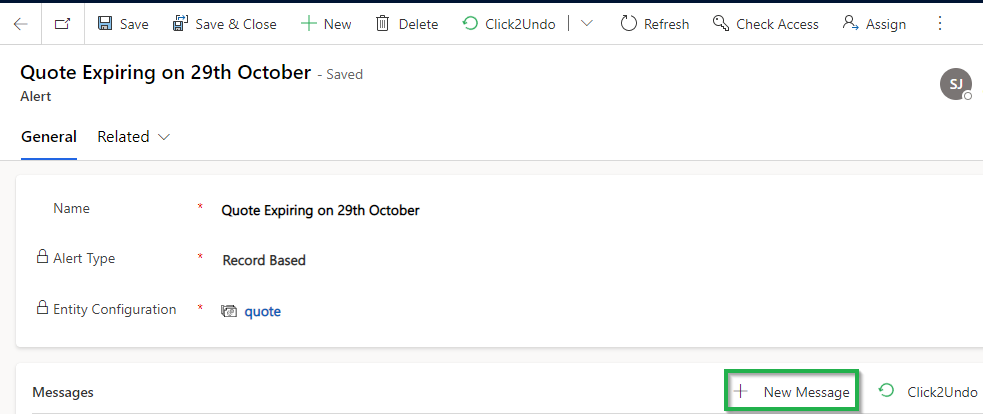 Save Save & Close New Delete Click2Undo Refresh Check Access Assign
Quote Expiring on 29th October - Saved
Alert
SJ
General Related
Name * Quote Expiring on 29th October
Alert Type * Record Based
Entity Configuration * quote
Messages New Message Click2Undo